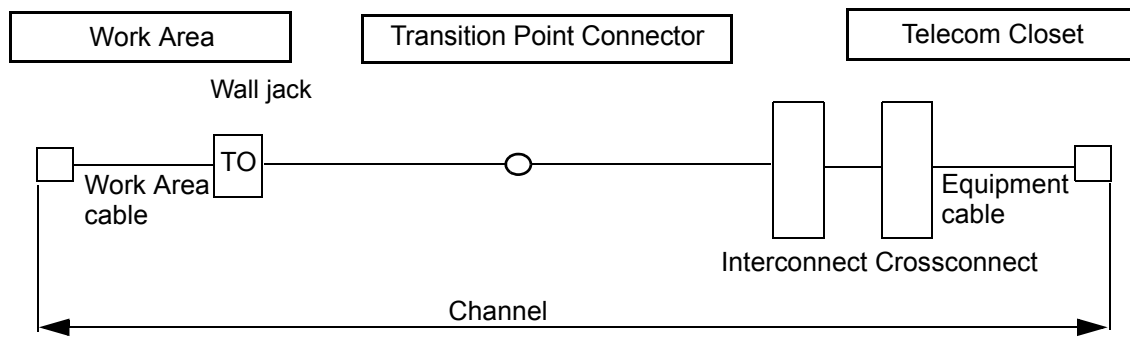 Work Area
Transition Point Connector
Telecom Closet
Wall jack
TO
Work Area
cable
Equipment
cable
Interconnect Crossconnect
Channel